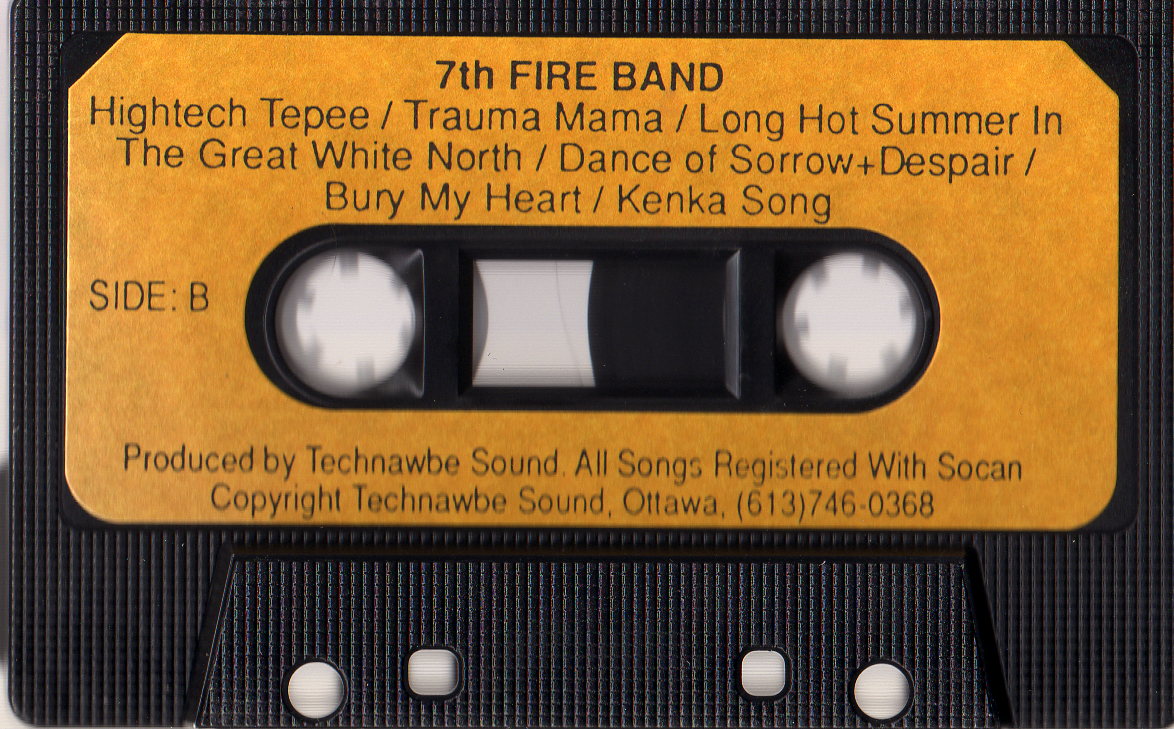 7th FIRE BAND
Hightech Tepee / Trauma Mama / Long Hot Summer In
The Great White North / Dance of Sorrow+Despair /
Bury My Heart / Kenka Song
SIDE: B
Produced by Technawbe Sound. All Songs Registered With Socan
Copyright Technawbe Sound, Ottawa, (613)746-0368